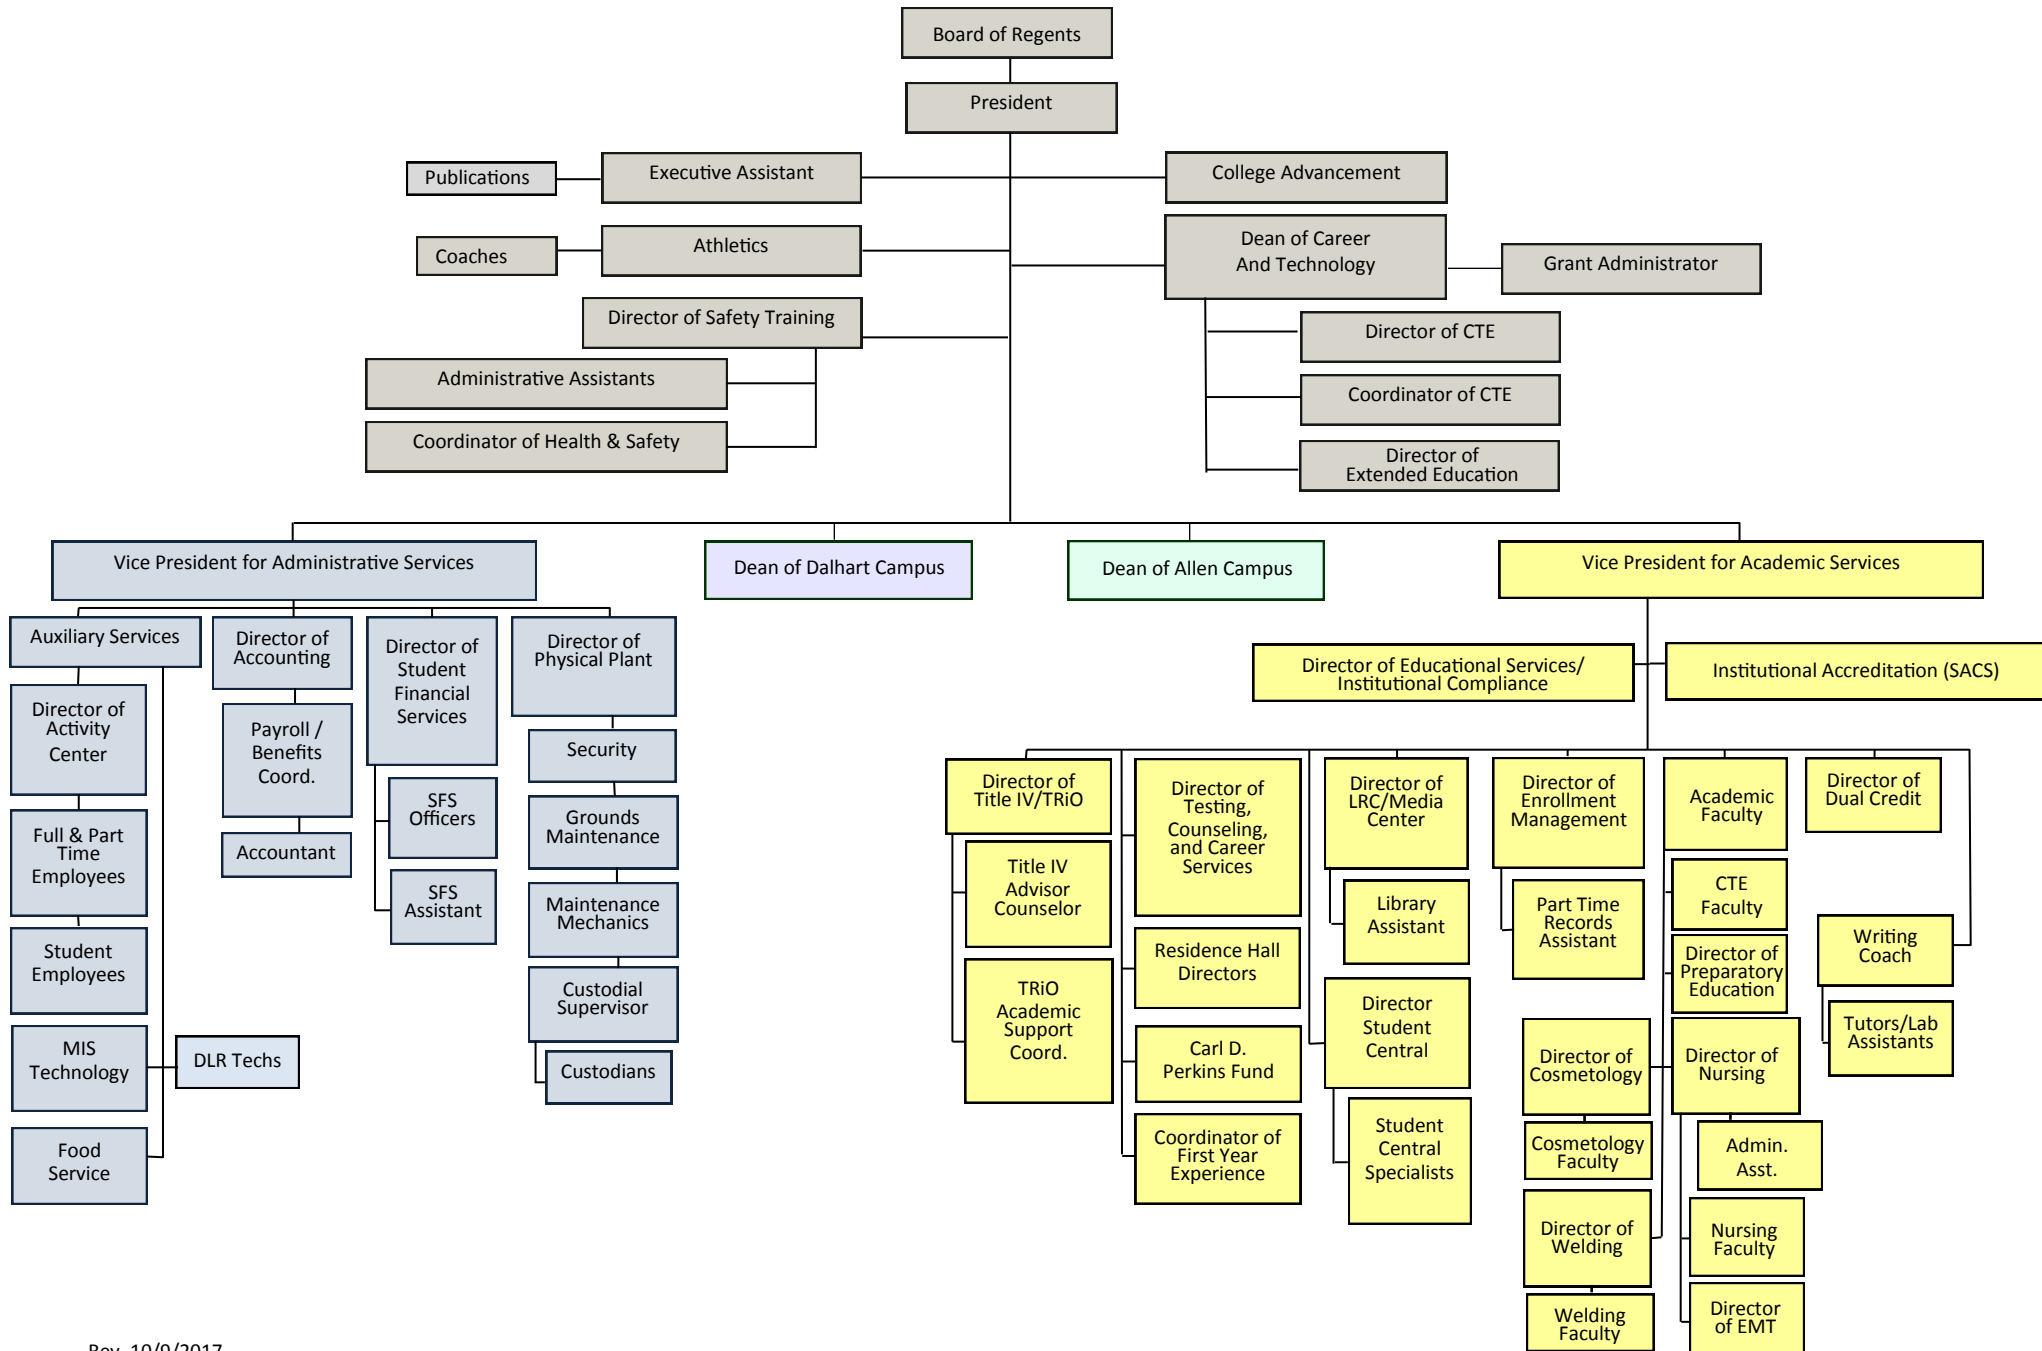 Board of Regents
President
Publications
Executive Assistant
College Advancement
Coaches
Athletics
Dean of Career
And Technology
Grant Administrator
Director of Safety Training
Director of CTE
Administrative Assistants
Coordinator of CTE
Coordinator of Health & Safety
Director of
Extended Education
Vice President for Administrative Services
Dean of Dalhart Campus
Dean of Allen Campus
Vice President for Academic Services
Auxiliary Services
Director of
Activity
Center
Full & Part
Time
Employees
Student
Employees
MIS
Technology
DLR Techs
Food
Service
Director of
Accounting
Payroll /
Benefits
Coord.
Accountant
Director of
Student
Financial
Services
SFS
Officers
SFS
Assistant
Director of
Physical Plant
Security
Grounds
Maintenance
Maintenance
Mechanics
Custodial
Supervisor
Custodians
Director of Educational Services/
Institutional Compliance
Institutional Accreditation (SACS)
Director of
Title IV/TRiO
Title IV
Advisor
Counselor
TRiO
Academic
Support
Coord.
Director of
Testing,
Counseling,
and Career
Services
Residence Hall
Directors
Carl D.
Perkins Fund
Coordinator of
First Year
Experience
Director of
LRC/Media
Center
Library
Assistant
Director
Student
Central
Student
Central
Specialists
Director of
Enrollment
Management
Part Time
Records
Assistant
Academic
Faculty
CTE
Faculty
Director of
Preparatory
Education
Director of
Cosmetology
Cosmetology
Faculty
Director of
Welding
Welding
Faculty
Director of
Nursing
Admin.
Asst.
Nursing
Faculty
Director
of EMT
Director of
Dual Credit
Writing
Coach
Tutors/Lab
Assistants
Rev. 10/9/2017